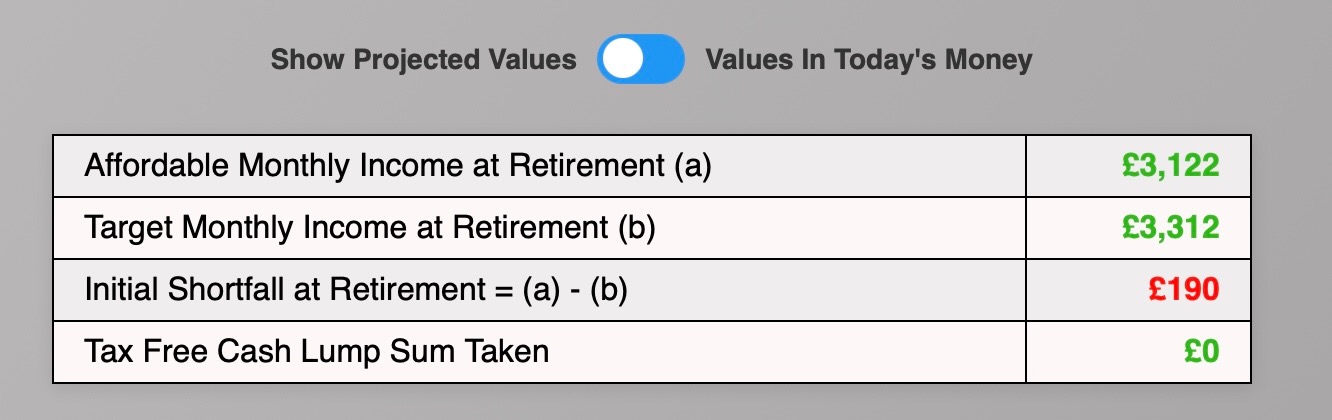 Show Projected Values Values In Today's Money
Affordable Monthly Income at Retirement (a) £3,122
Target Monthly Income at Retirement (b) £3,312
Initial Shortfall at Retirement = (a) - (b) £190
Tax Free Cash Lump Sum Taken £0